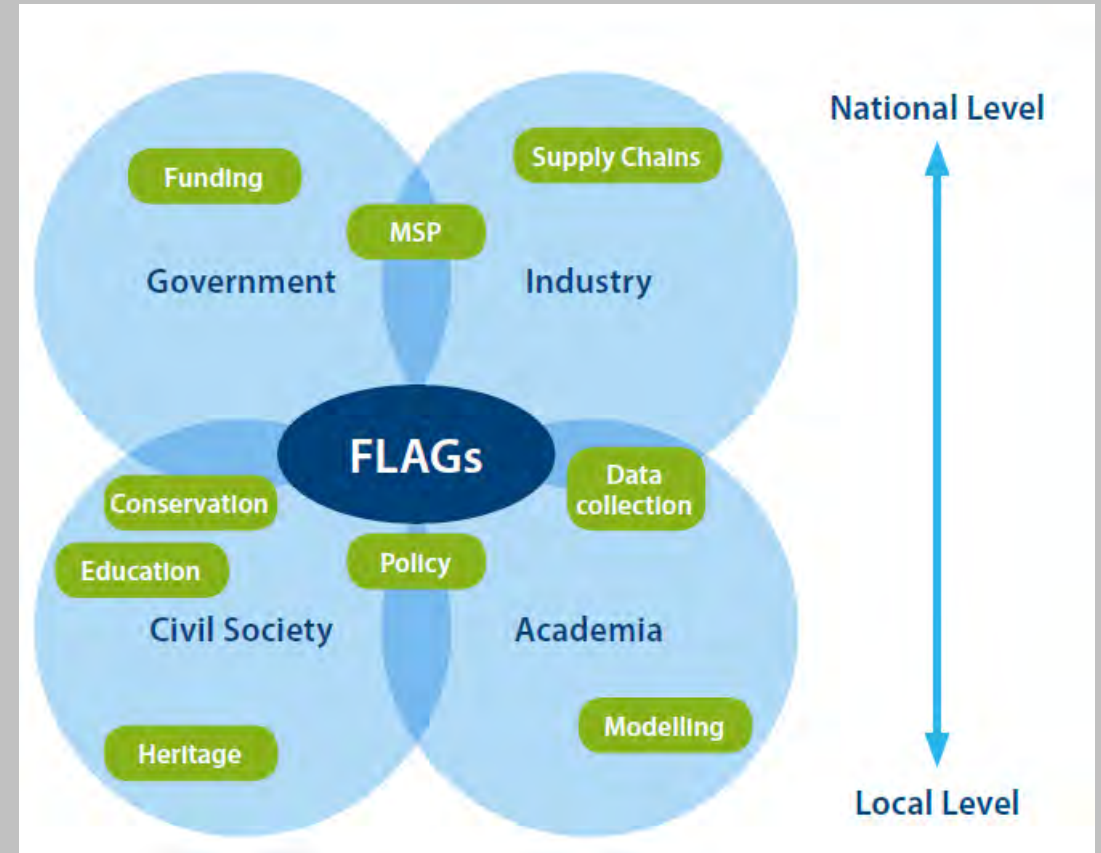 National Level
Funding
Supply Chains
MSP
Government
Industry
FLAGs
Data
collection
Conservation
Policy
Education
Civil Society
Academia
Modelling
Heritage
Local Level